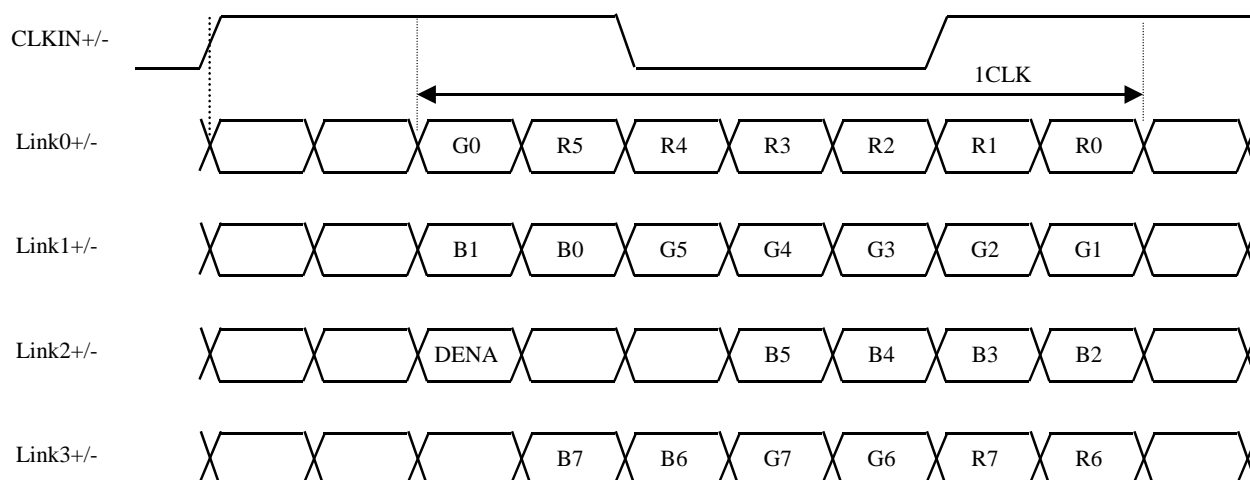 CLKIN+/-
1CLK
Link0+/- G0 R5 R4 R3 R2 R1 R0
Link1+/- B1 B0 G5 G4 G3 G2 G1
Link2+/- DENA B5 B4 B3 B2
Link3+/- B7 B6 G7 G6 R7 R6